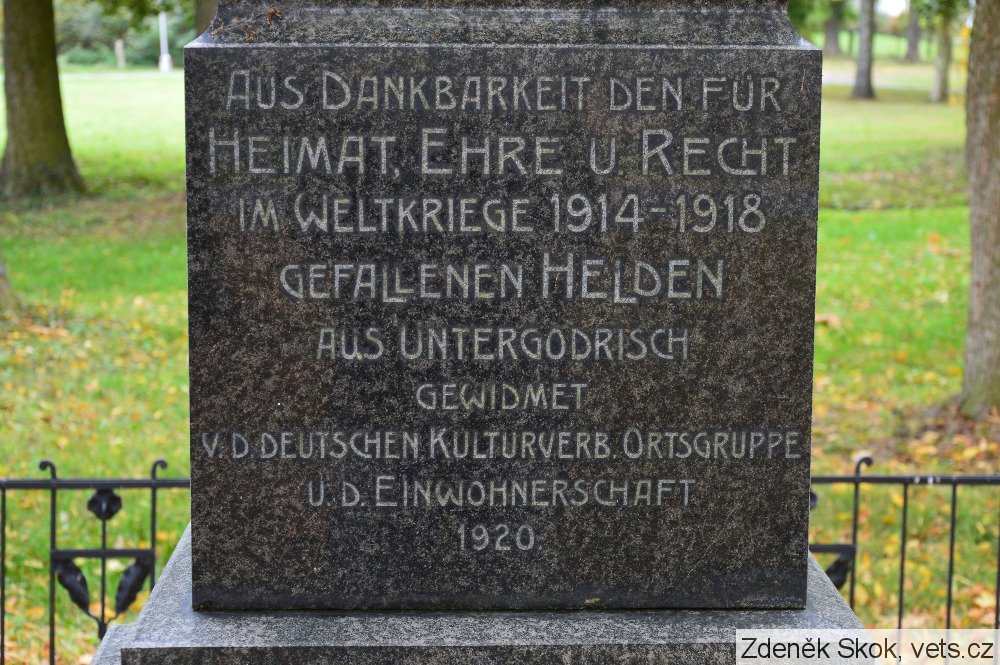 Aus Dankbarkeit den für
Heimat, Ehre u. Recht
im Weltkriege 1914-1918
gefallenen Helden
aus Untergodrisch
gewidmet
v. d. deutschen Kulturverb. Ortsgruppe
u. d. Einwohnerschaft
1920
Zdeněk Skok, vets.cz